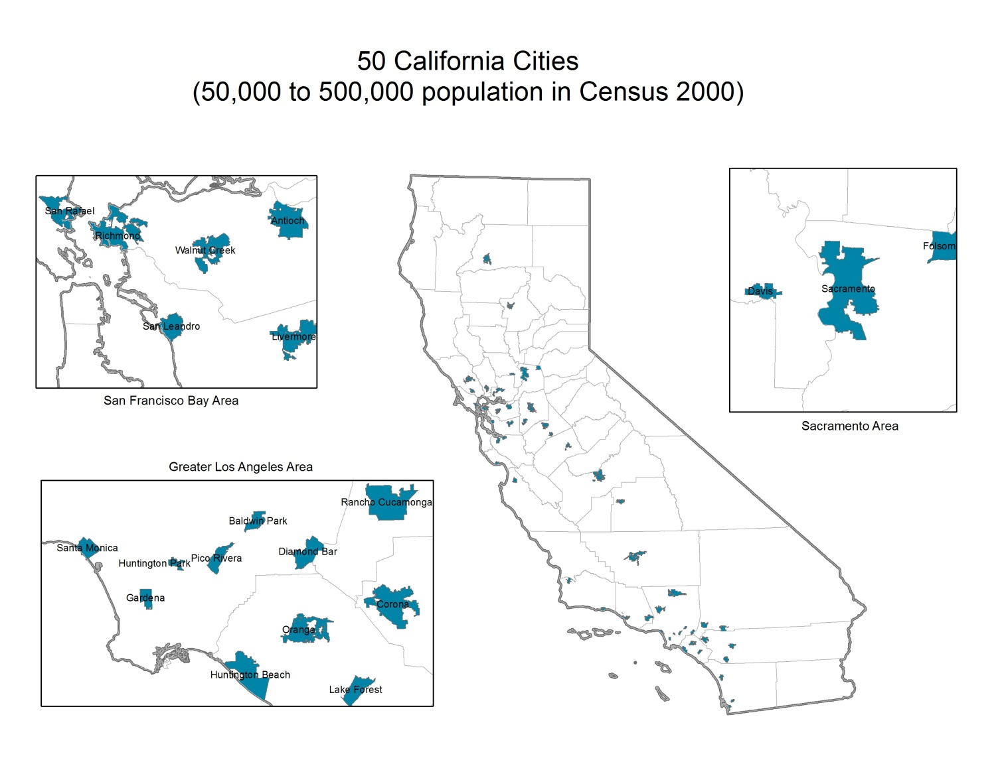 50 California Cities
(50,000 to 500,000 population in Census 2000)
San Rafael
Richmond
Antioch
Walnut Creek
San Leandro
Livermore
San Francisco Bay Area
Folsom
Davis
Sacramento
Sacramento Area
Greater Los Angeles Area
Rancho Cucamonga
Baldwin Park
Santa Monica
Diamond Bar
Huntington Park
Pico Rivera
Gardena
Corona
Orange
Huntington Beach
Lake Forest